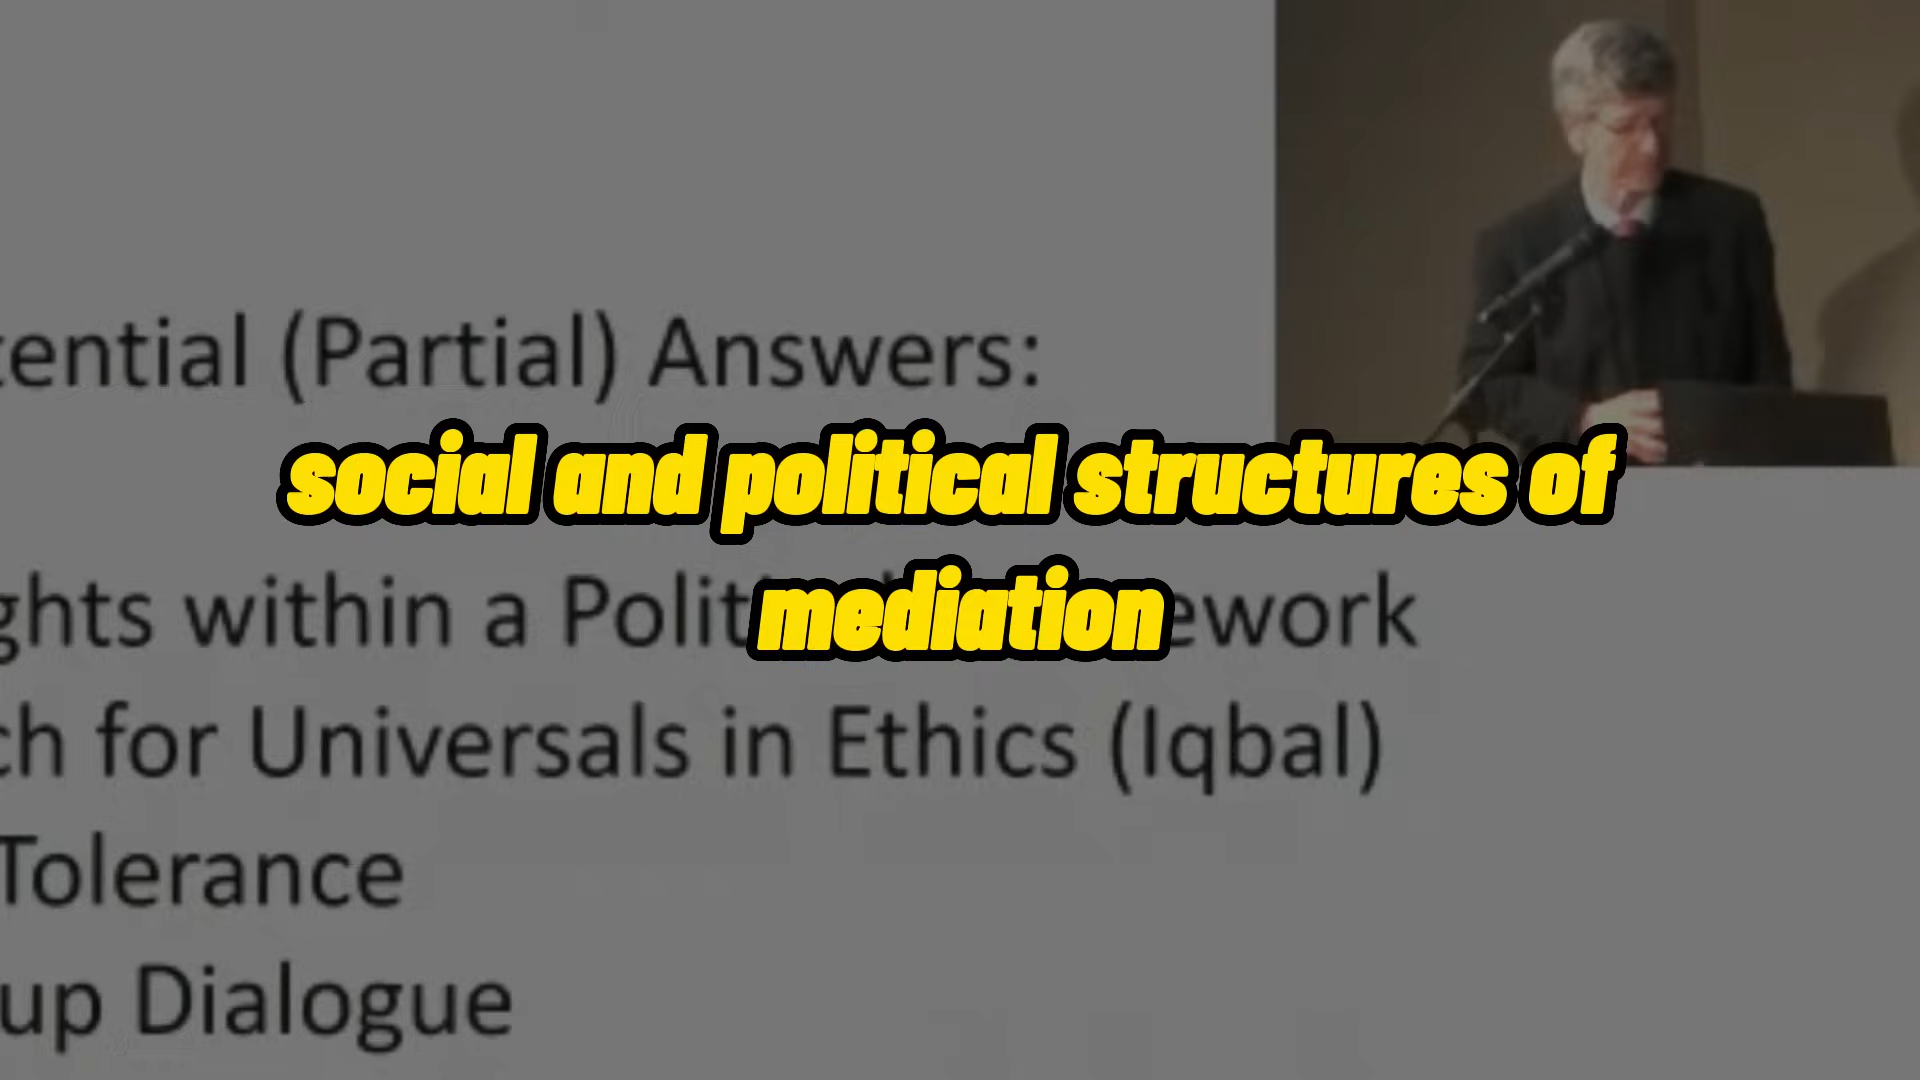 tential (Partial) Answers:
social and political structures of
mediation
ghts within a Polit ework
ch for Universals in Ethics (Iqbal)
Tolerance
up Dialogue